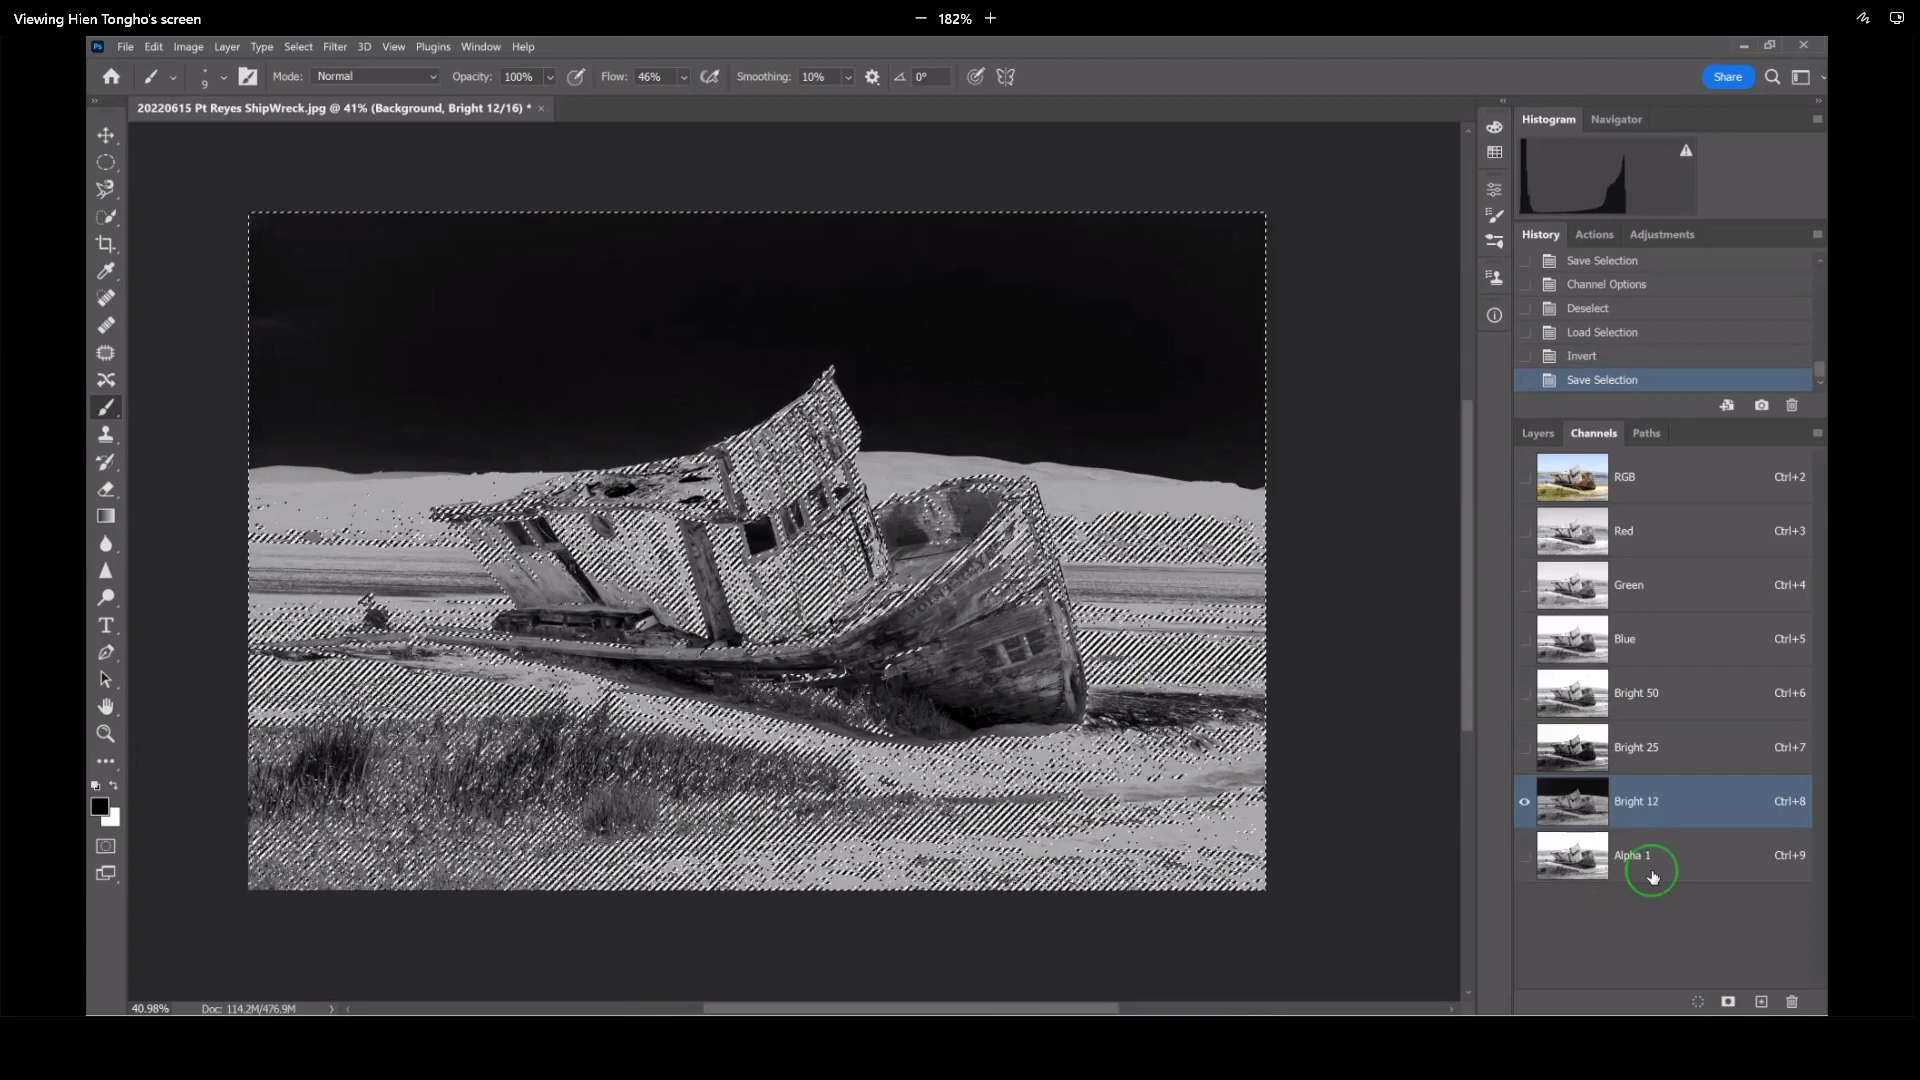 Viewing Hien Tongho's screen
182%
Ps File Edit Image Layer Type Select Filter 3D View Plugins Window Help
9 Mode: Normal Opacity: 100% Flow: 46% Smoothing: 10% 0° Share
20220615 Pt Reyes ShipWreck.jpg @ 41% (Background, Bright 12/16) *
Histogram Navigator
History Actions Adjustments
Save Selection
Channel Options
Deselect
Load Selection
Invert
Save Selection
Layers Channels Paths
RGB Ctrl+2
Red Ctrl+3
Green Ctrl+4
Blue Ctrl+5
Bright 50 Ctrl+6
Bright 25 Ctrl+7
Bright 12 Ctrl+8
Alpha 1 Ctrl+9
40.98% Doc: 114.2M/476.9M